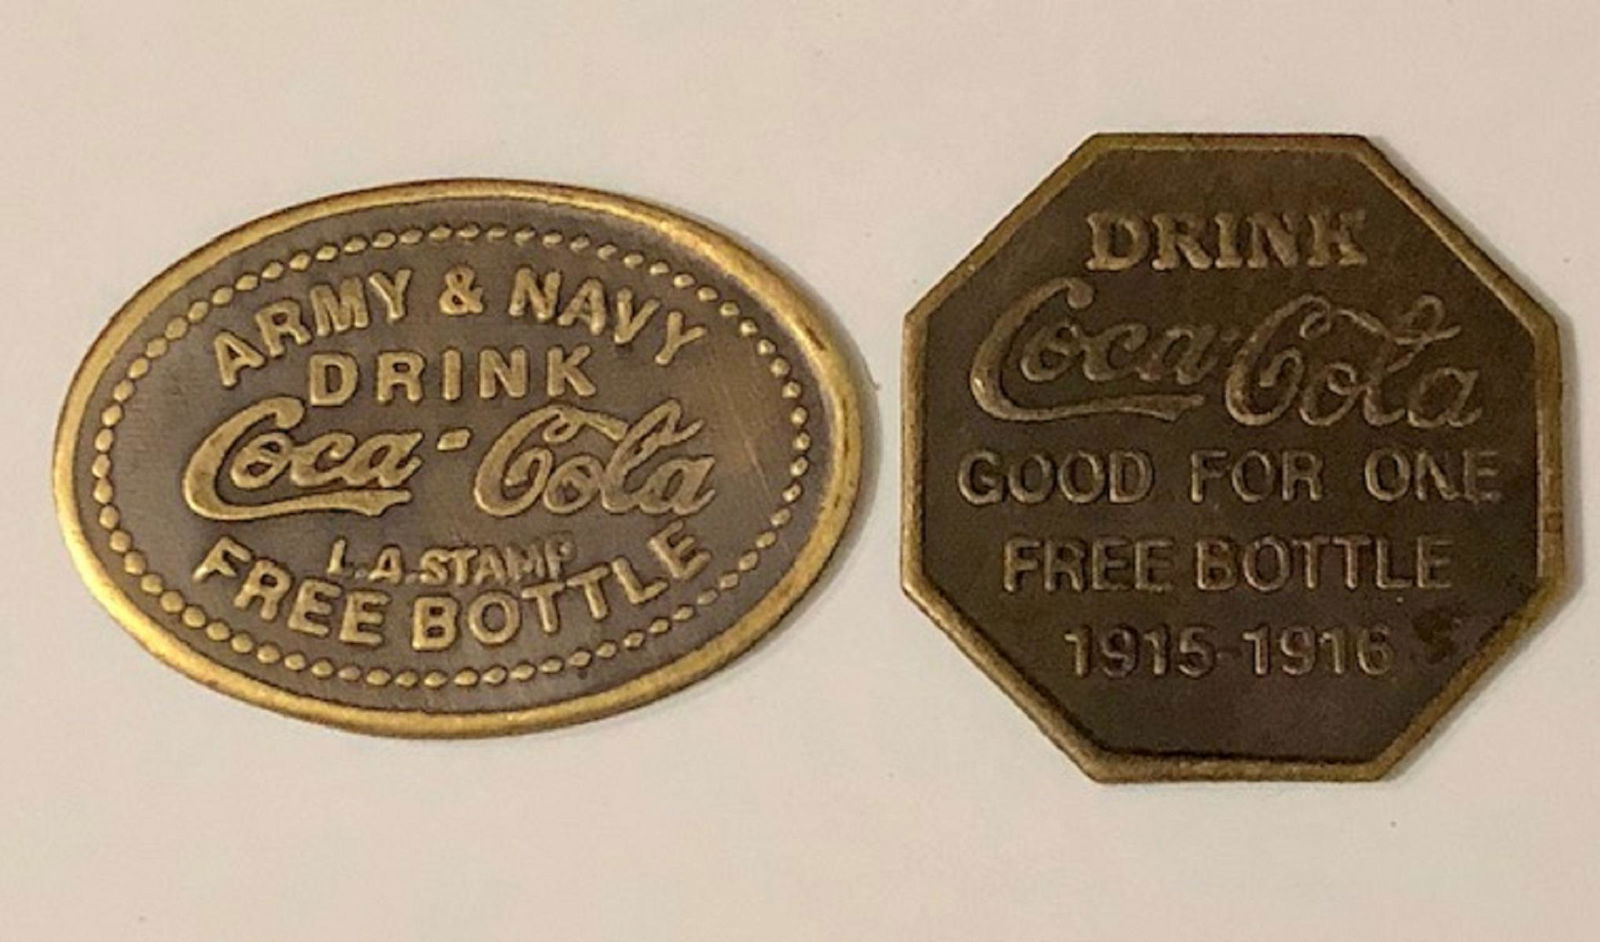 ARMY & NAVY
DRINK
Coca-Cola
L.A. STAMP
FREE BOTTLE
DRINK
Coca-Cola
GOOD FOR ONE
FREE BOTTLE
1915-1916